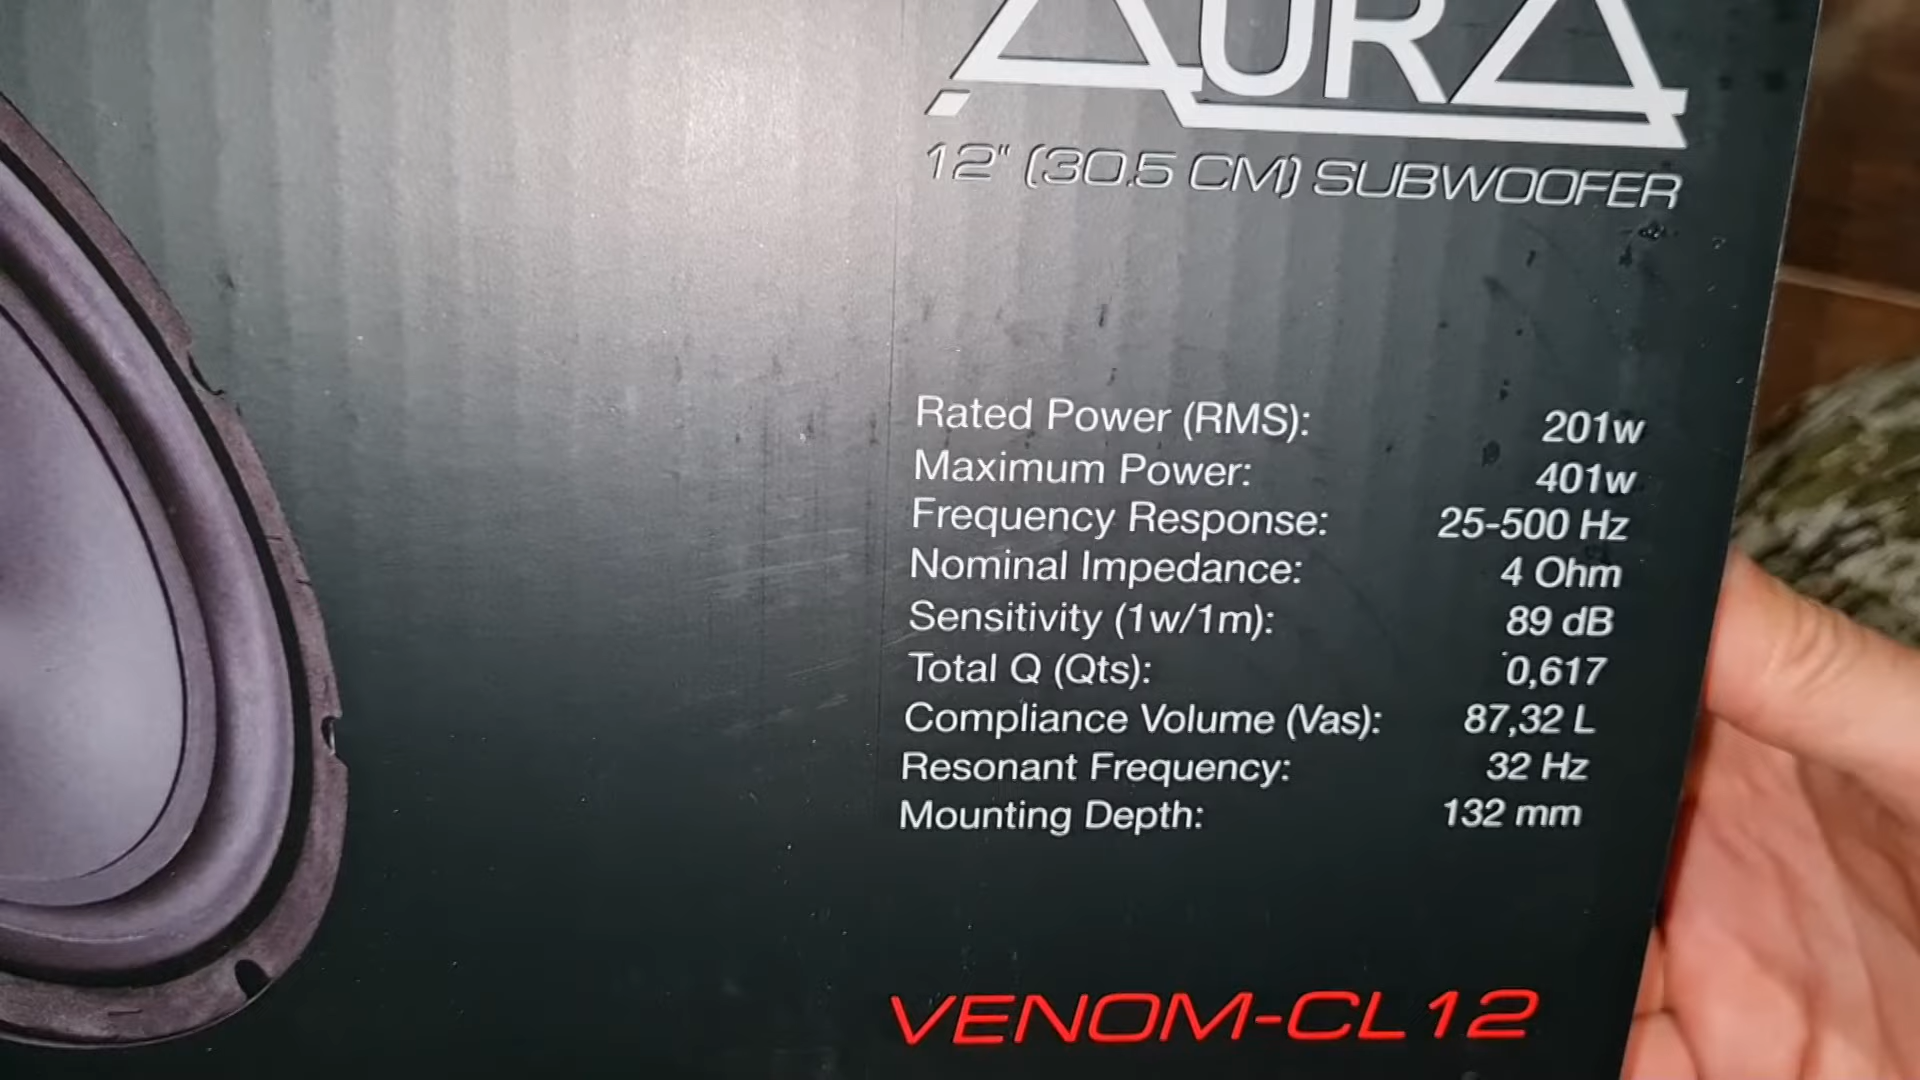 AURA
12" (30.5 CM) SUBWOOFER
Rated Power (RMS): 201w
Maximum Power: 401w
Frequency Response: 25-500 Hz
Nominal Impedance: 4 Ohm
Sensitivity (1w/1m): 89 dB
Total Q (Qts): 0,617
Compliance Volume (Vas): 87,32 L
Resonant Frequency: 32 Hz
Mounting Depth: 132 mm
VENOM-CL12